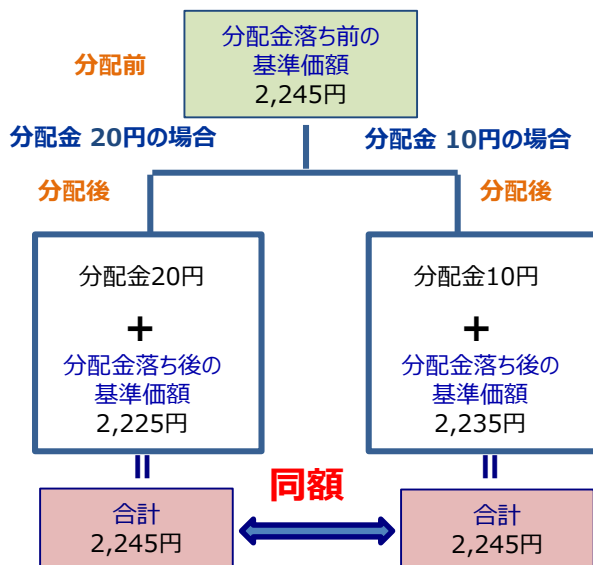 分配前
分配金落ち前の
基準価額
2,245円
分配金 20円の場合
分配金 10円の場合
分配後
分配後
分配金20円
+
分配金落ち後の
基準価額
2,225円
分配金10円
+
分配金落ち後の
基準価額
2,235円
=
=
同額
合計
2,245円
合計
2,245円